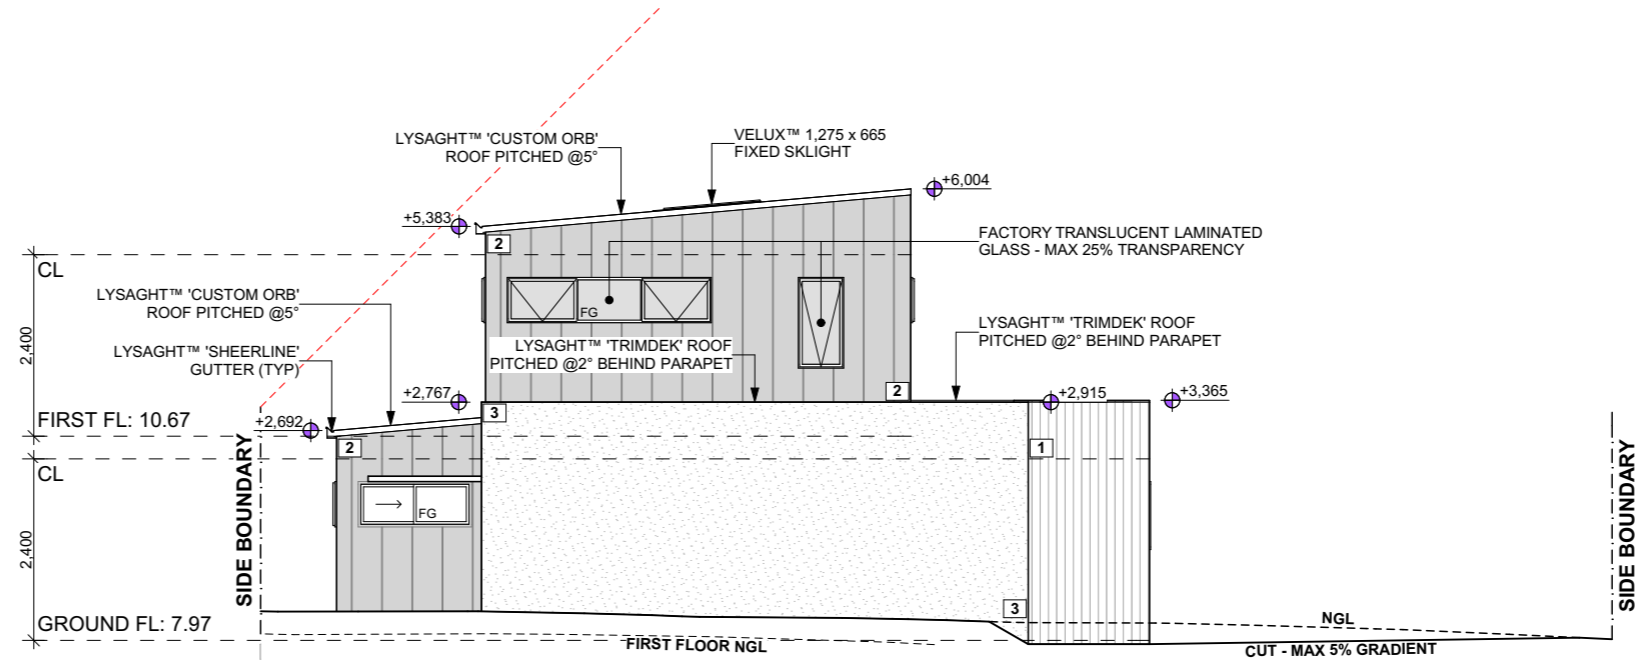 LYSAGHT™ 'CUSTOM ORB'
ROOF PITCHED @5°
VELUX™ 1,275 x 665
FIXED SKLIGHT
+6,004
+5,383
2
FACTORY TRANSLUCENT LAMINATED
GLASS - MAX 25% TRANSPARENCY
CL
LYSAGHT™ 'CUSTOM ORB'
ROOF PITCHED @5°
FG
2,400
LYSAGHT™ 'SHEERLINE'
GUTTER (TYP)
LYSAGHT™ 'TRIMDEK' ROOF
PITCHED @2° BEHIND PARAPET
LYSAGHT™ 'TRIMDEK' ROOF
PITCHED @2° BEHIND PARAPET
2
+2,767
+2,915
+3,365
3
FIRST FL: 10.67
+2,692
2
1
CL
SIDE BOUNDARY
SIDE BOUNDARY
FG
2,400
3
GROUND FL: 7.97
NGL
FIRST FLOOR NGL
CUT - MAX 5% GRADIENT